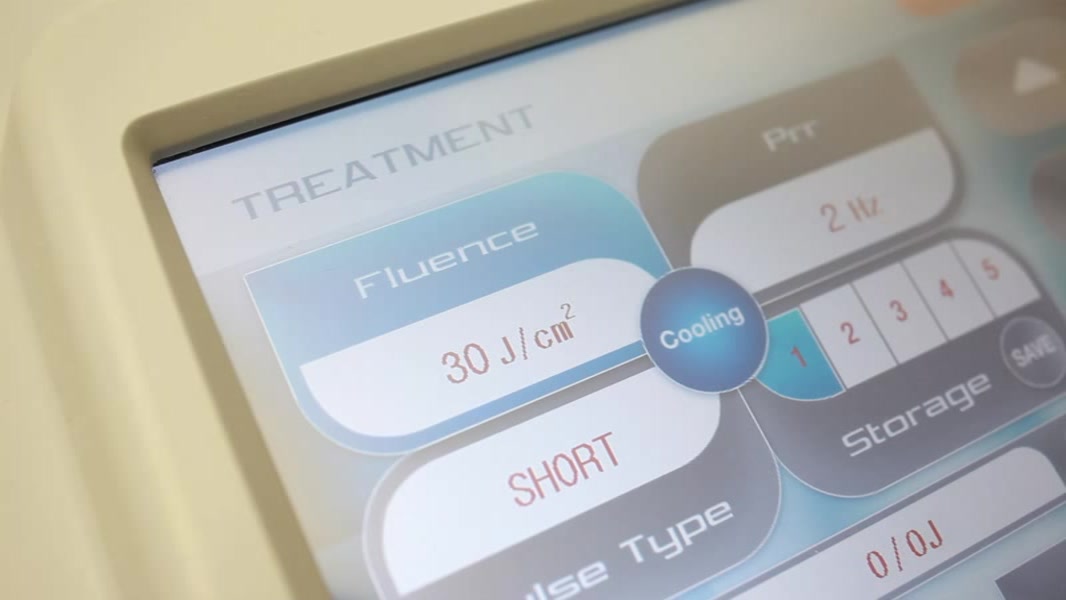 TREATMENT
Fluence
30 J/cm²
Prr
2 Hz
Cooling
1 2 3 4 5
SAVE
Storage
SHORT
lse Type
0/0J